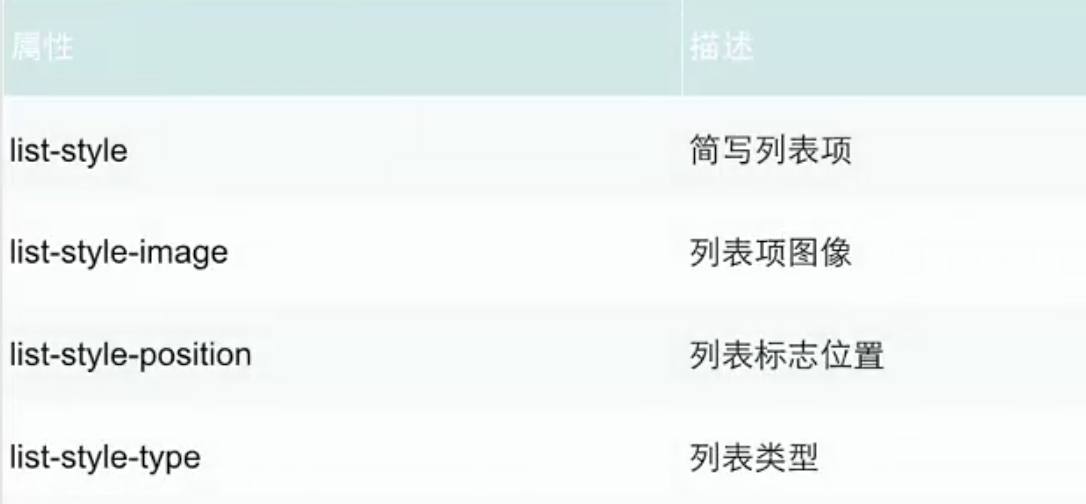 属性 描述
list-style 简写列表项
list-style-image 列表项图像
list-style-position 列表标志位置
list-style-type 列表类型